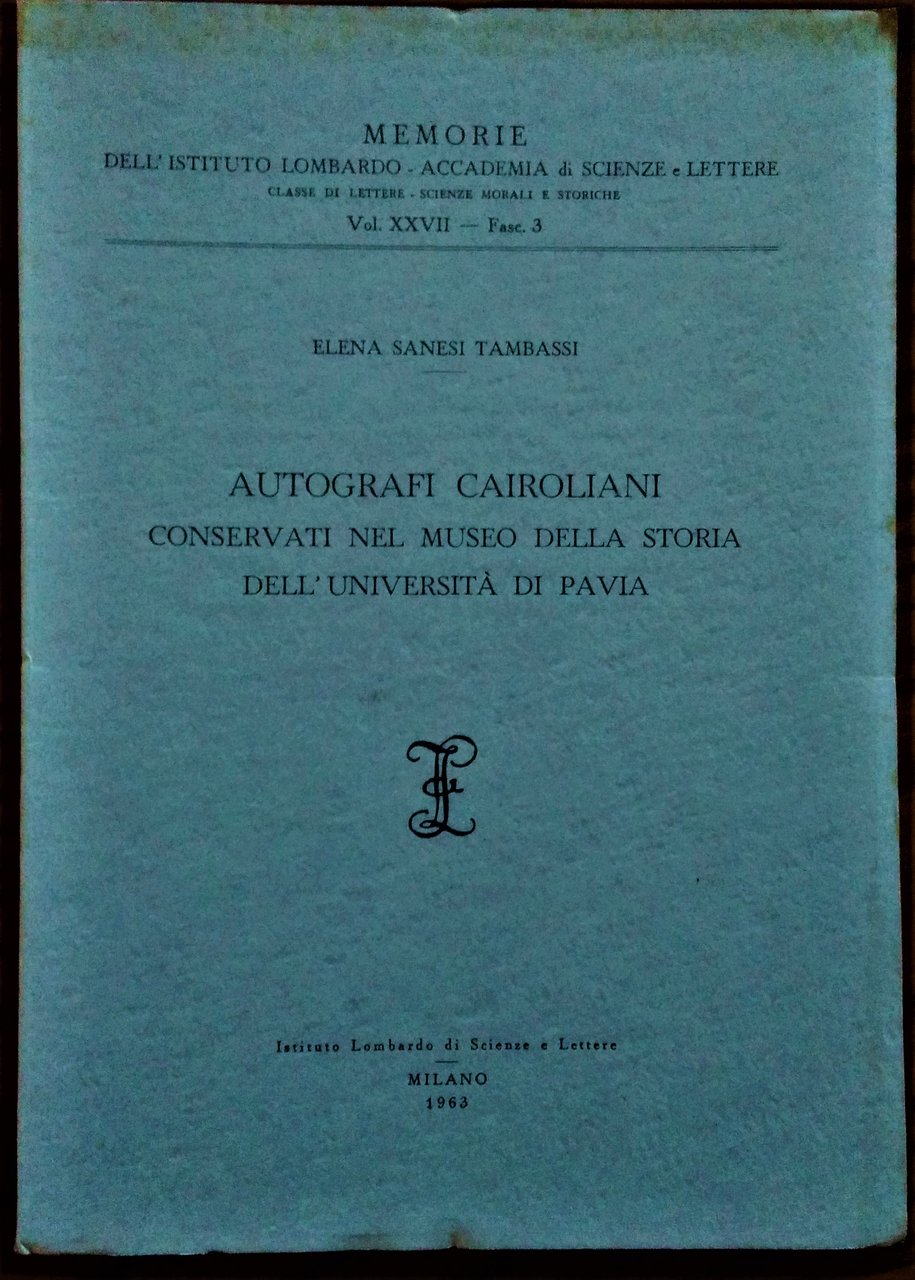 MEMORIE
DELL'ISTITUTO LOMBARDO - ACCADEMIA di SCIENZE e LETTERE
CLASSE DI LETTERE - SCIENZE MORALI E STORICHE
Vol. XXVII — Fasc. 3
ELENA SANESI TAMBASSI
AUTOGRAFI CAIROLIANI
CONSERVATI NEL MUSEO DELLA STORIA
DELL'UNIVERSITÀ DI PAVIA
Istituto Lombardo di Scienze e Lettere
MILANO
1963